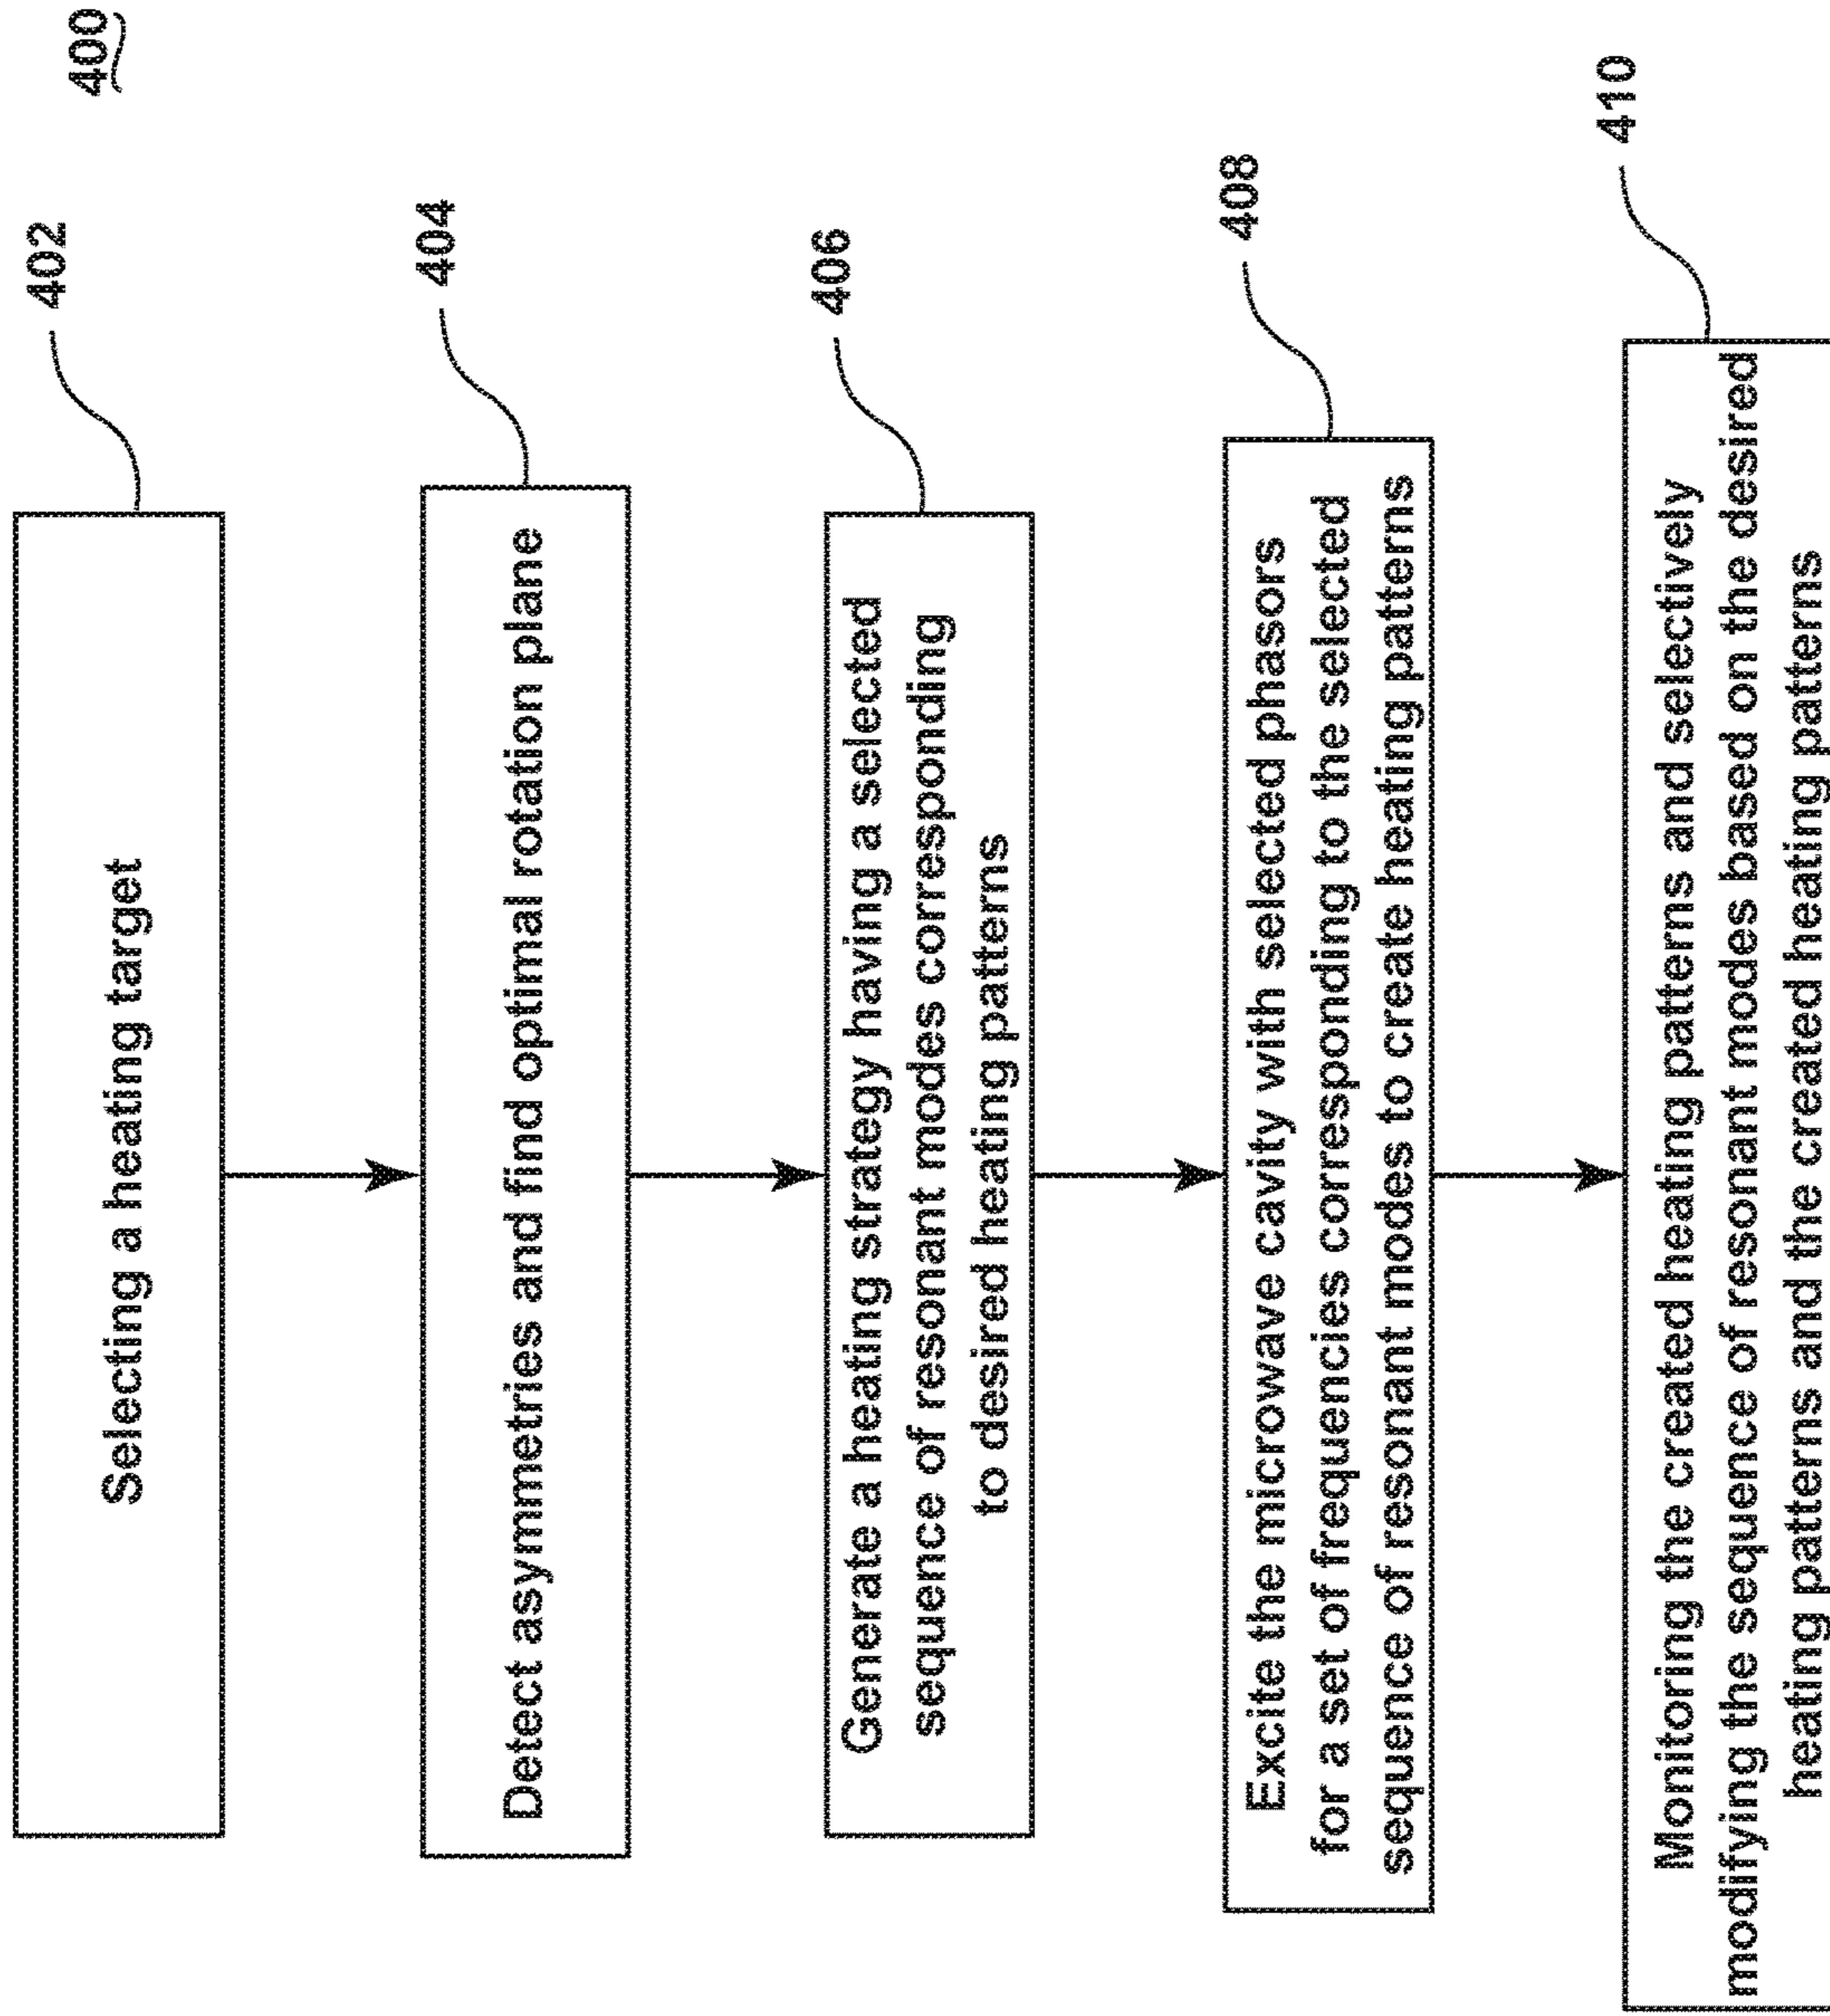 400
402
Selecting a heating target
404
Detect asymmetries and find optimal rotation plane
406
Generate a heating strategy having a selected
sequence of resonant modes corresponding
to desired heating patterns
408
Excite the microwave cavity with selected phasors
for a set of frequencies corresponding to the selected
sequence of resonant modes to create heating patterns
410
Monitoring the created heating patterns and selectively
modifying the sequence of resonant modes based on the desired
heating patterns and the created heating patterns